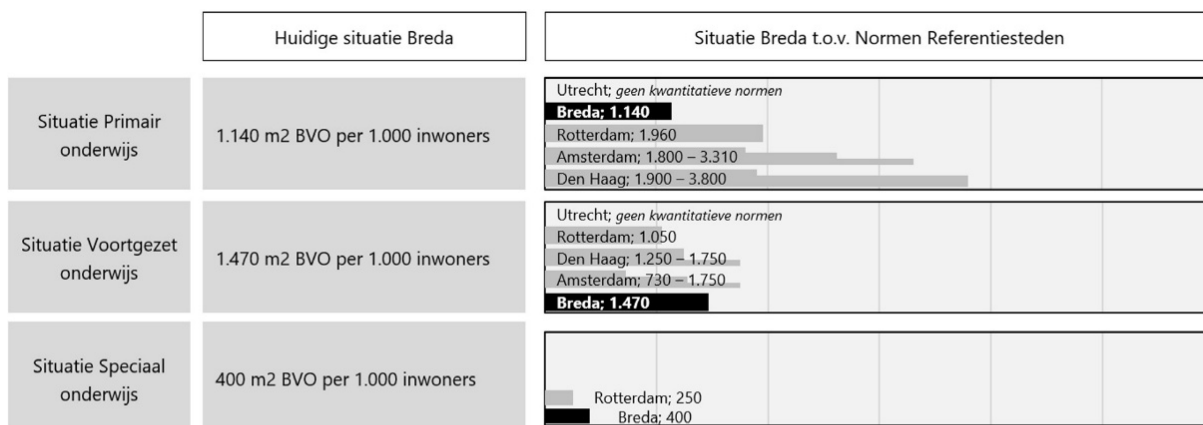 Huidige situatie Breda
Situatie Breda t.o.v. Normen Referentiesteden
Situatie Primair
onderwijs
1.140 m2 BVO per 1.000 inwoners
Utrecht; geen kwantitatieve normen
Breda; 1.140
Rotterdam; 1.960
Amsterdam; 1.800 – 3.310
Den Haag; 1.900 – 3.800
Situatie Voortgezet
onderwijs
1.470 m2 BVO per 1.000 inwoners
Utrecht; geen kwantitatieve normen
Rotterdam; 1.050
Den Haag; 1.250 – 1.750
Amsterdam; 730 – 1.750
Breda; 1.470
Situatie Speciaal
onderwijs
400 m2 BVO per 1.000 inwoners
Rotterdam; 250
Breda; 400